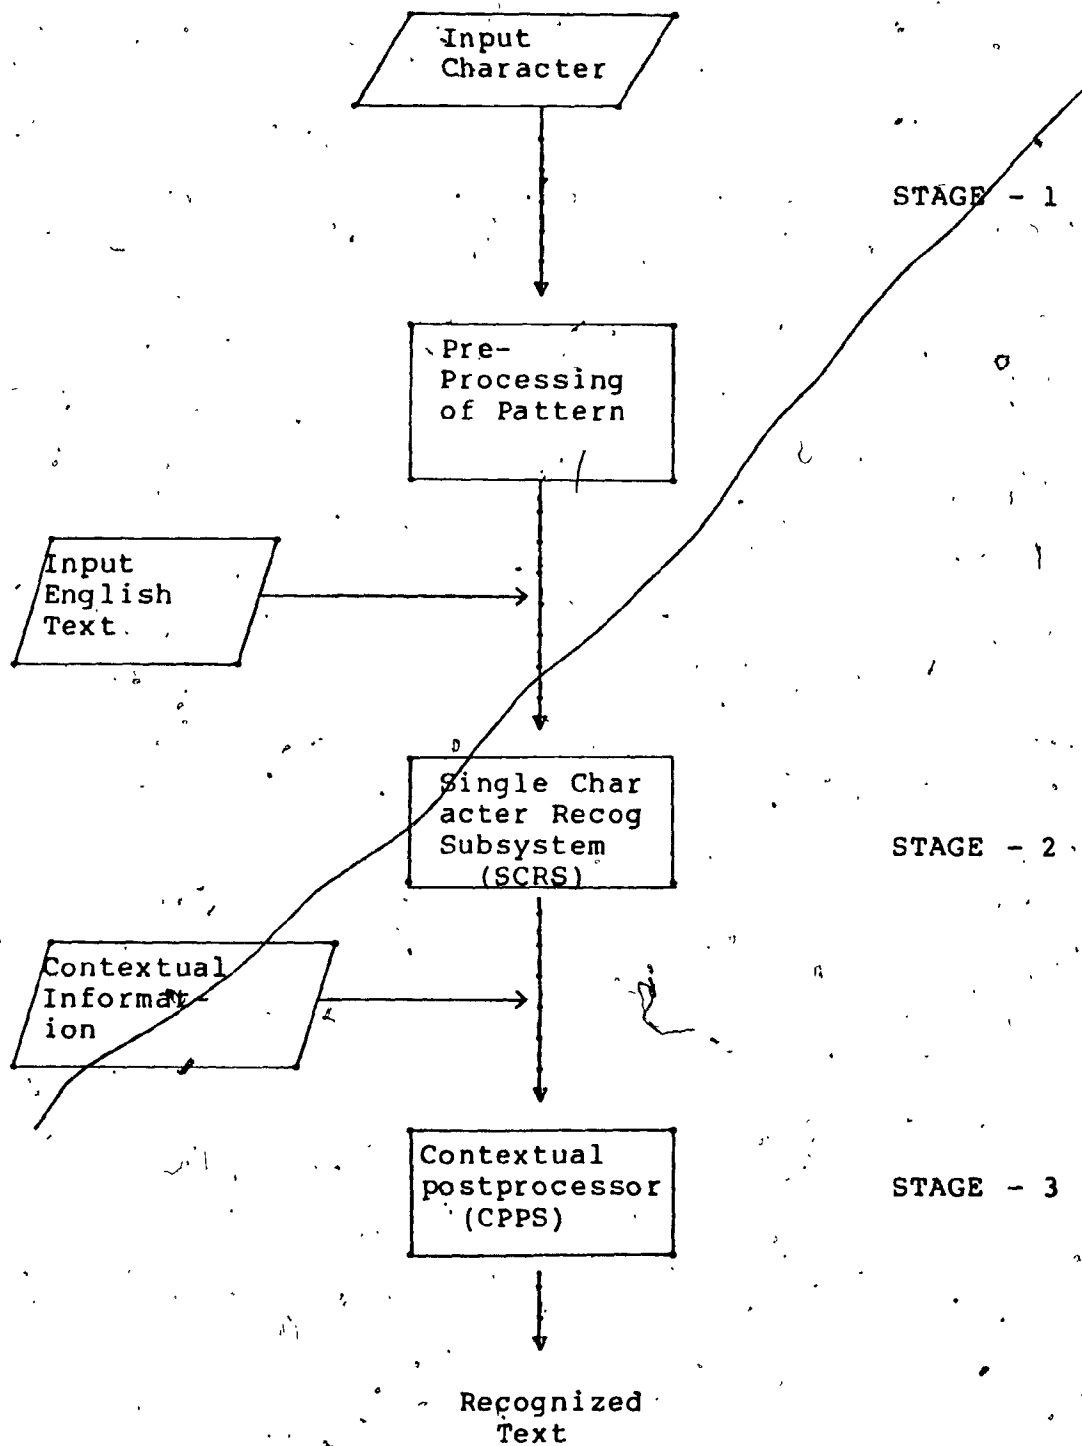 Input
Character
STAGE - 1
Pre-
Processing
of Pattern
Input
English
Text
Single Char
acter Recog
Subsystem
(SCRS)
STAGE - 2
Contextual
Informat-
ion
Contextual
postprocessor
(CPPS)
STAGE - 3
Recognized
Text